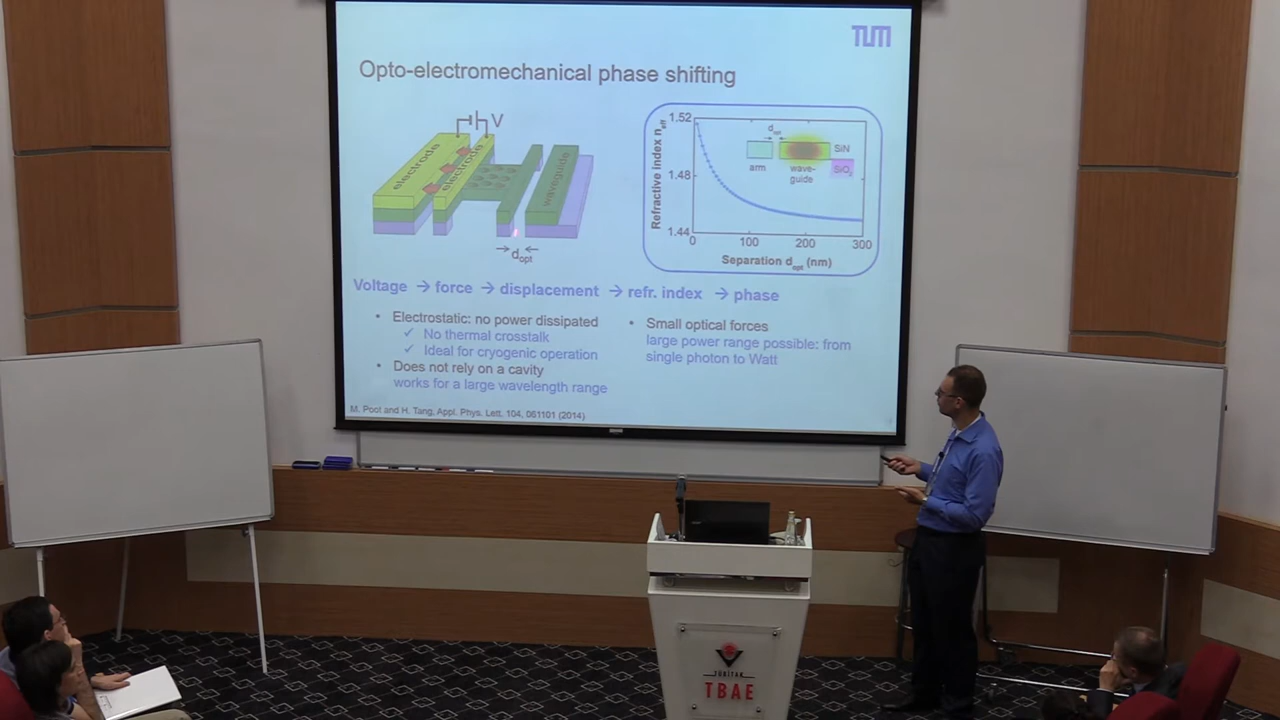 TUM
Opto-electromechanical phase shifting
V
electrode
electrode
waveguide
dopt
Refractive index neff
1.52
1.48
1.44
0
100
200
300
Separation dopt (nm)
dopt
SiN
SiO2
arm
wave-
guide
Voltage → force → displacement → refr. index → phase
• Electrostatic: no power dissipated
✓ No thermal crosstalk
✓ Ideal for cryogenic operation
• Does not rely on a cavity
works for a large wavelength range
• Small optical forces
large power range possible: from
single photon to Watt
M. Poot and H. Tang, Appl. Phys. Lett. 104, 061101 (2014)
TÜBİTAK
TBAE